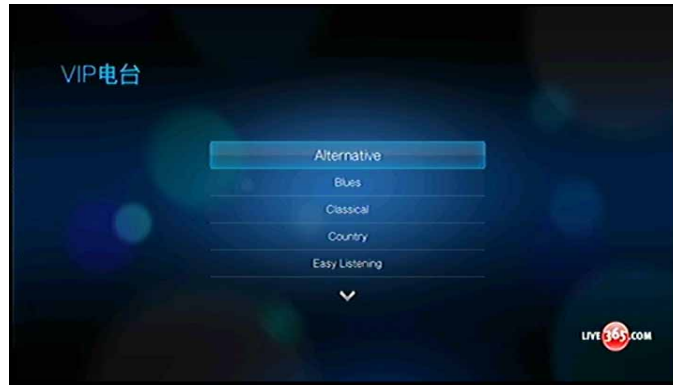 VIP电台
Alternative
Blues
Classical
Country
Easy Listening
LIVE365.COM